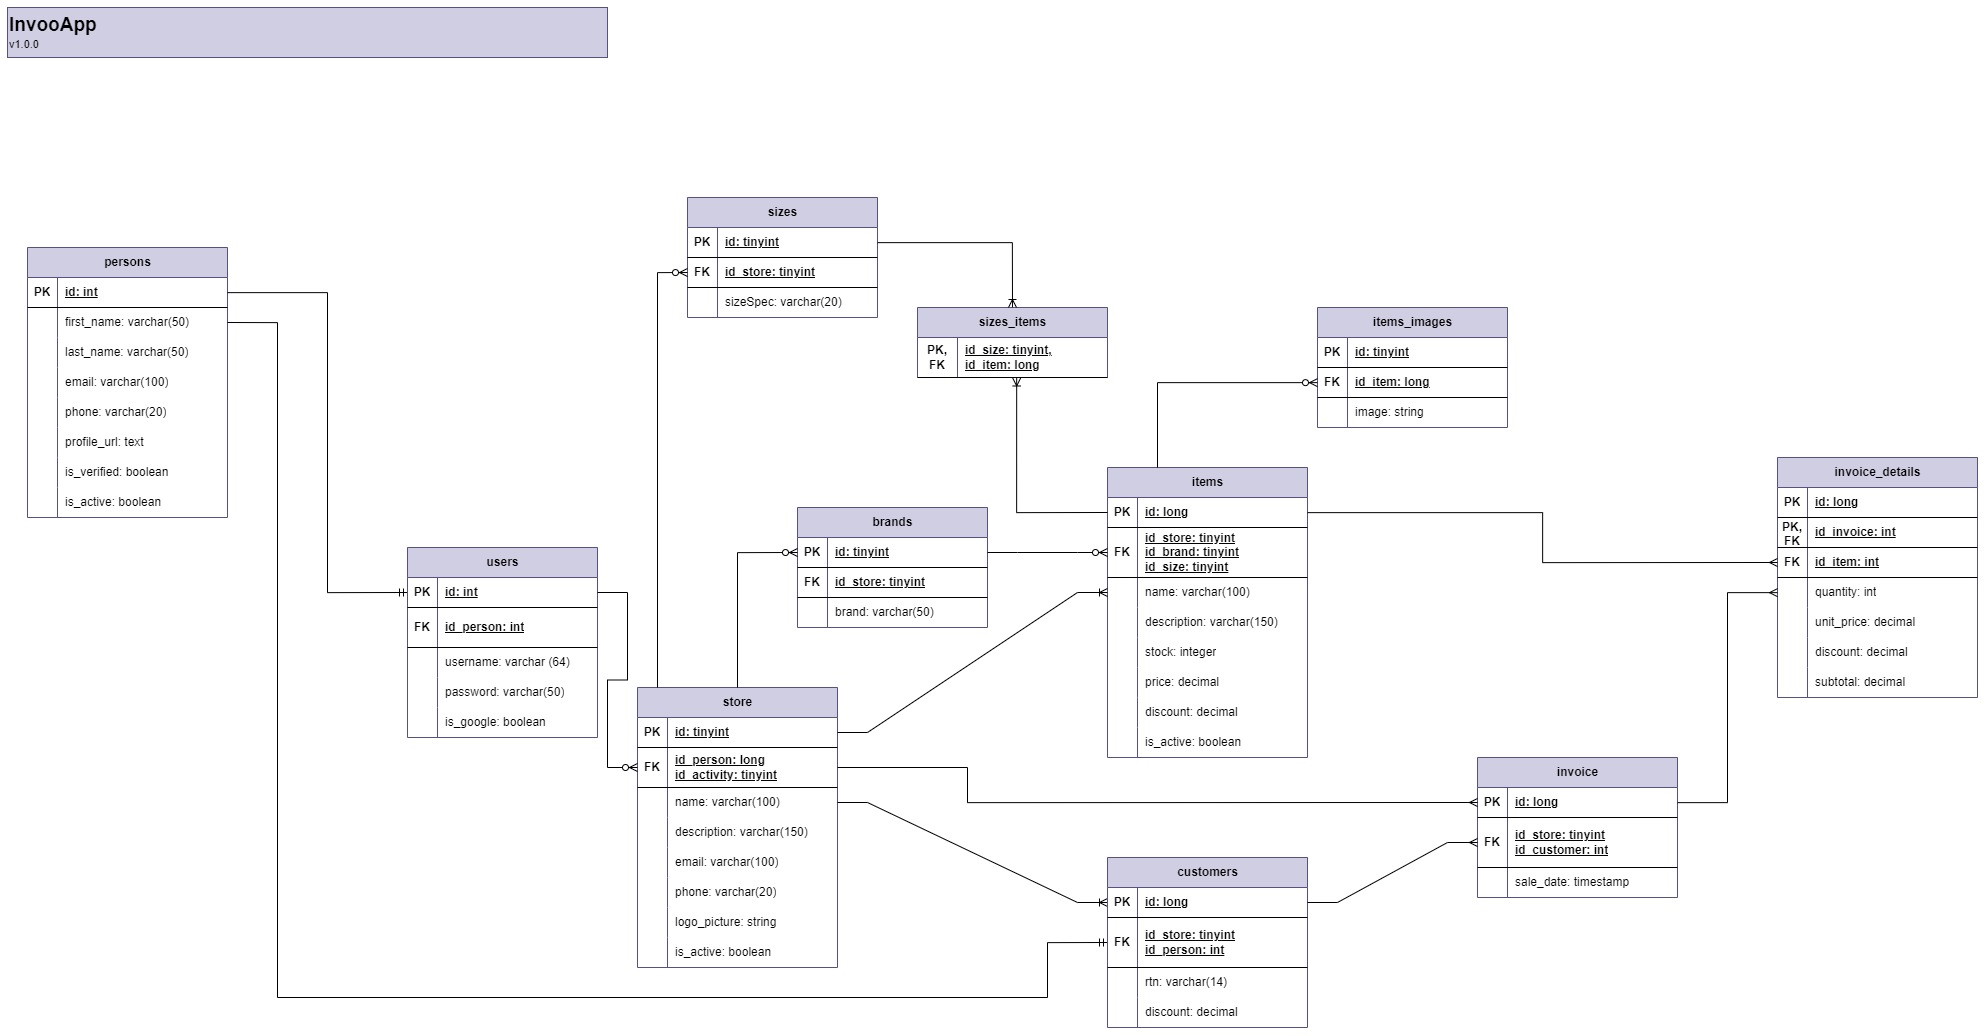 InvooApp
v1.0.0
persons
PK id: int
first_name: varchar(50)
last_name: varchar(50)
email: varchar(100)
phone: varchar(20)
profile_url: text
is_verified: boolean
is_active: boolean
users
PK id: int
FK id_person: int
username: varchar (64)
password: varchar(50)
is_google: boolean
sizes
PK id: tinyint
FK id_store: tinyint
sizeSpec: varchar(20)
sizes_items
PK, id_size: tinyint,
FK id_item: long
items_images
PK id: tinyint
FK id_item: long
image: string
brands
PK id: tinyint
FK id_store: tinyint
brand: varchar(50)
items
PK id: long
id_store: tinyint
FK id_brand: tinyint
id_size: tinyint
name: varchar(100)
description: varchar(150)
stock: integer
price: decimal
discount: decimal
is_active: boolean
invoice_details
PK id: long
PK,
FK id_invoice: int
FK id_item: int
quantity: int
unit_price: decimal
discount: decimal
subtotal: decimal
store
PK id: tinyint
FK id_person: long
id_activity: tinyint
name: varchar(100)
description: varchar(150)
email: varchar(100)
phone: varchar(20)
logo_picture: string
is_active: boolean
invoice
PK id: long
FK id_store: tinyint
id_customer: int
sale_date: timestamp
customers
PK id: long
FK id_store: tinyint
id_person: int
rtn: varchar(14)
discount: decimal